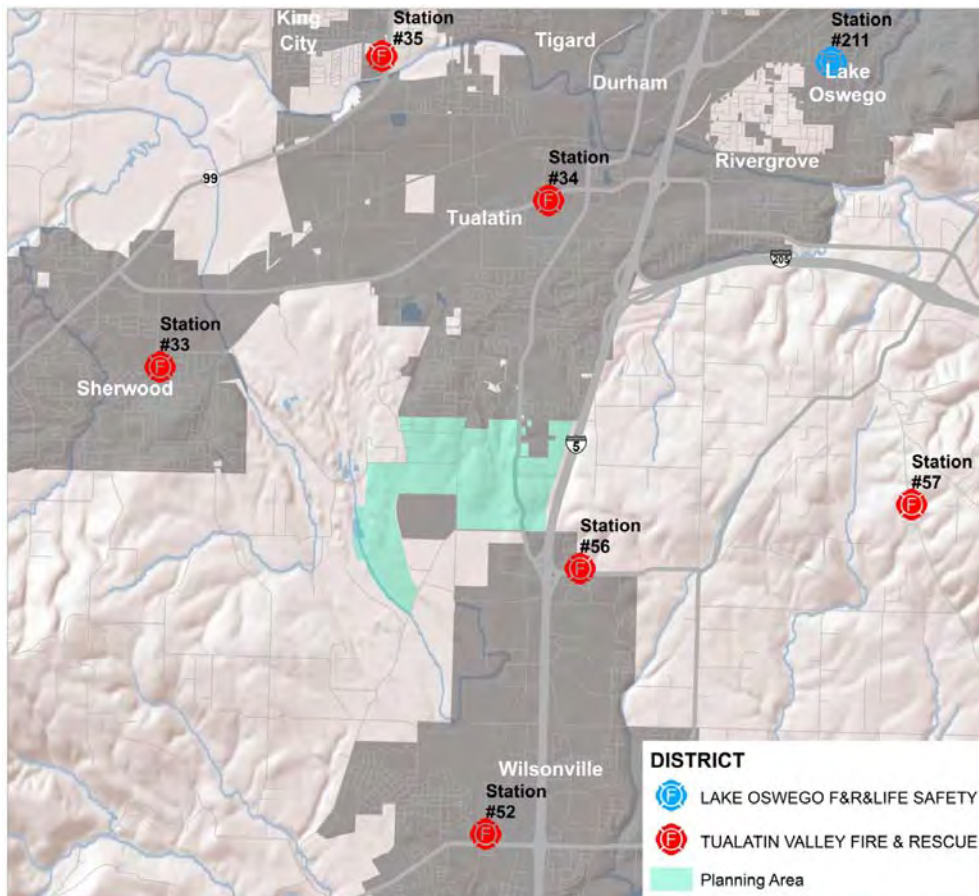 King
City
Station
#35
Tigard
Durham
Station
#211
Lake
Oswego
Rivergrove
Station
#34
99
Tualatin
205
Station
#33
Sherwood
5
Station
#57
Station
#56
Wilsonville
Station
#52
DISTRICT
F LAKE OSWEGO F&R&LIFE SAFETY
F TUALATIN VALLEY FIRE & RESCUE
Planning Area